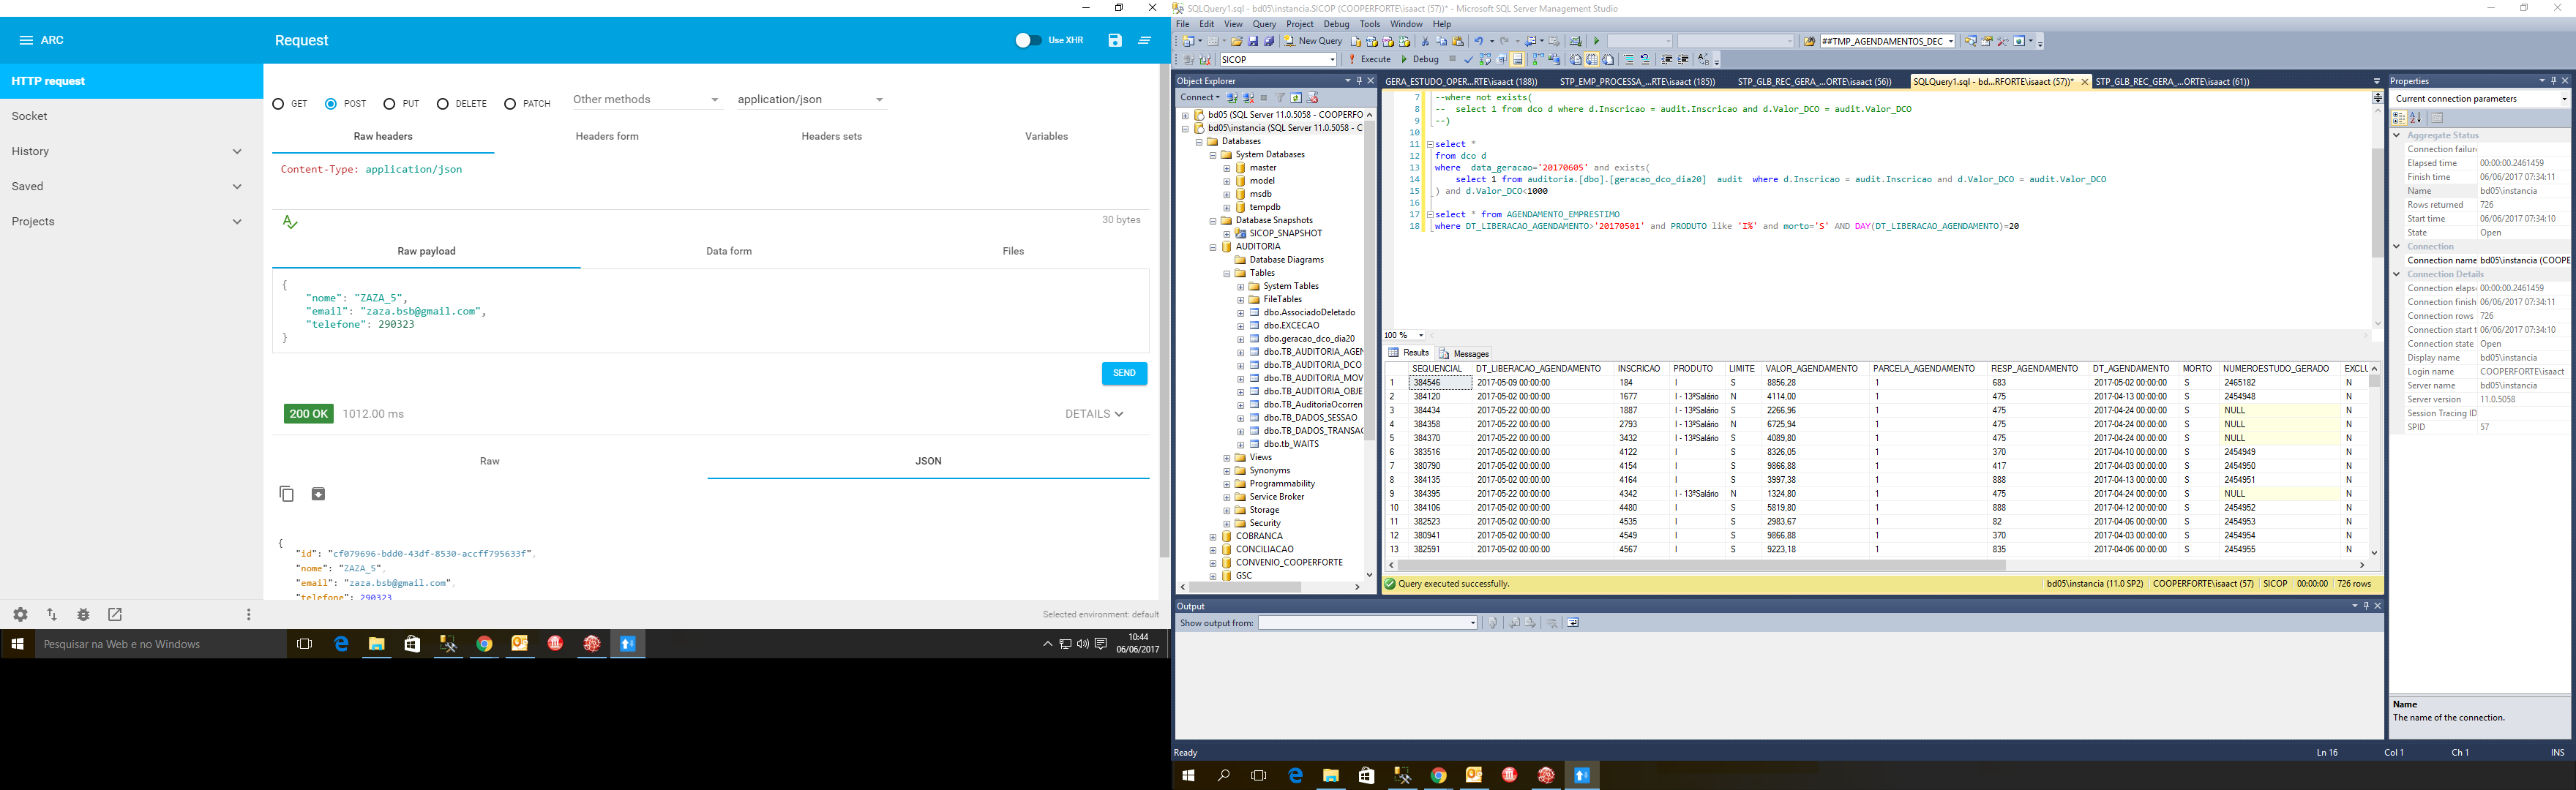 ARC
Request
Use XHR
HTTP request
Socket
History
Saved
Projects
GET
POST
PUT
DELETE
PATCH
Other methods
application/json
Raw headers
Headers form
Headers sets
Variables
Content-Type: application/json
30 bytes
Raw payload
Data form
Files
{
"nome": "ZAZA_5",
"email": "zaza.bsb@gmail.com",
"telefone": 290323
}
SEND
200 OK
1012.00 ms
DETAILS
Raw
JSON
{
"id": "cf079696-bdd0-43df-8530-accff795633f",
"nome": "ZAZA_5",
"email": "zaza.bsb@gmail.com",
"telefone": 290323
Selected environment: default
Pesquisar na Web e no Windows
10:44
06/06/2017
SQLQuery1.sql - bd05\instancia.SICOP (COOPERFORTE\isaact (57))* - Microsoft SQL Server Management Studio
File Edit View Query Project Debug Tools Window Help
New Query
##TMP_AGENDAMENTOS_DEC
SICOP
Execute
Debug
Object Explorer
Connect
bd05 (SQL Server 11.0.5058 - COOPERFO
bd05\instancia (SQL Server 11.0.5058 - C
Databases
System Databases
master
model
msdb
tempdb
Database Snapshots
SICOP_SNAPSHOT
AUDITORIA
Database Diagrams
Tables
System Tables
FileTables
dbo.AssociadoDeletado
dbo.EXCECAO
dbo.geracao_dco_dia20
dbo.TB_AUDITORIA_AGEN
dbo.TB_AUDITORIA_DCO
dbo.TB_AUDITORIA_MOV
dbo.TB_AUDITORIA_OBJE
dbo.TB_AuditoriaOcorren
dbo.TB_DADOS_SESSAO
dbo.TB_DADOS_TRANSAC
dbo.tb_WAITS
Views
Synonyms
Programmability
Service Broker
Storage
Security
COBRANCA
CONCILIACAO
CONVENIO_COOPERFORTE
GSC
GERA_ESTUDO_OPER...RTE\isaact (188))
STP_EMP_PROCESSA_...RTE\isaact (185))
STP_GLB_REC_GERA_...ORTE\isaact (56))
SQLQuery1.sql - bd...RFORTE\isaact (57))*
STP_GLB_REC_GERA_...ORTE\isaact (61))
7 --where not exists(
8 -- select 1 from dco d where d.Inscricao = audit.Inscricao and d.Valor_DCO = audit.Valor_DCO
9 --)
10
11 select *
12 from dco d
13 where data_geracao='20170605' and exists(
14 select 1 from auditoria.[dbo].[geracao_dco_dia20] audit where d.Inscricao = audit.Inscricao and d.Valor_DCO = audit.Valor_DCO
15 ) and d.Valor_DCO<1000
16
17 select * from AGENDAMENTO_EMPRESTIMO
18 where DT_LIBERACAO_AGENDAMENTO>'20170501' and PRODUTO like 'I%' and morto='S' AND DAY(DT_LIBERACAO_AGENDAMENTO)=20
100 %
Results
Messages
SEQUENCIAL DT_LIBERACAO_AGENDAMENTO INSCRICAO PRODUTO LIMITE VALOR_AGENDAMENTO PARCELA_AGENDAMENTO RESP_AGENDAMENTO DT_AGENDAMENTO MORTO NUMEROESTUDO_GERADO EXCLU
1 384546 2017-05-09 00:00:00 184 I S 8856,28 1 683 2017-05-02 00:00:00 S 2465182 N
2 384120 2017-05-02 00:00:00 1677 I - 13ºSalário N 4114,00 1 475 2017-04-13 00:00:00 S 2454948 N
3 384434 2017-05-22 00:00:00 1887 I - 13ºSalário S 2266,96 1 475 2017-04-24 00:00:00 S NULL N
4 384358 2017-05-22 00:00:00 2793 I - 13ºSalário N 6725,94 1 475 2017-04-24 00:00:00 S NULL N
5 384370 2017-05-22 00:00:00 3432 I - 13ºSalário S 4089,80 1 475 2017-04-24 00:00:00 S NULL N
6 383516 2017-05-02 00:00:00 4122 I S 8326,05 1 370 2017-04-10 00:00:00 S 2454949 N
7 380790 2017-05-02 00:00:00 4154 I S 9866,88 1 417 2017-04-03 00:00:00 S 2454950 N
8 384135 2017-05-02 00:00:00 4164 I S 3997,38 1 888 2017-04-13 00:00:00 S 2454951 N
9 384395 2017-05-22 00:00:00 4342 I - 13ºSalário N 1324,80 1 475 2017-04-24 00:00:00 S NULL N
10 384106 2017-05-02 00:00:00 4480 I S 5819,80 1 888 2017-04-12 00:00:00 S 2454952 N
11 382523 2017-05-02 00:00:00 4535 I S 2983,67 1 82 2017-04-06 00:00:00 S 2454953 N
12 380941 2017-05-02 00:00:00 4549 I S 9866,88 1 370 2017-04-03 00:00:00 S 2454954 N
13 382591 2017-05-02 00:00:00 4567 I S 9223,18 1 835 2017-04-06 00:00:00 S 2454955 N
Query executed successfully.
bd05\instancia (11.0 SP2) COOPERFORTE\isaact (57) SICOP 00:00:00 726 rows
Output
Show output from:
Ready
Ln 16 Col 1 Ch 1 INS
Properties
Current connection parameters
Aggregate Status
Connection failure
Elapsed time 00:00:00.2461459
Finish time 06/06/2017 07:34:11
Name bd05\instancia
Rows returned 726
Start time 06/06/2017 07:34:10
State Open
Connection
Connection name bd05\instancia (COOPE
Connection Details
Connection elaps 00:00:00.2461459
Connection finish 06/06/2017 07:34:11
Connection rows 726
Connection start t 06/06/2017 07:34:10
Connection state Open
Display name bd05\instancia
Login name COOPERFORTE\isaact
Server name bd05\instancia
Server version 11.0.5058
Session Tracing ID
SPID 57
Name
The name of the connection.